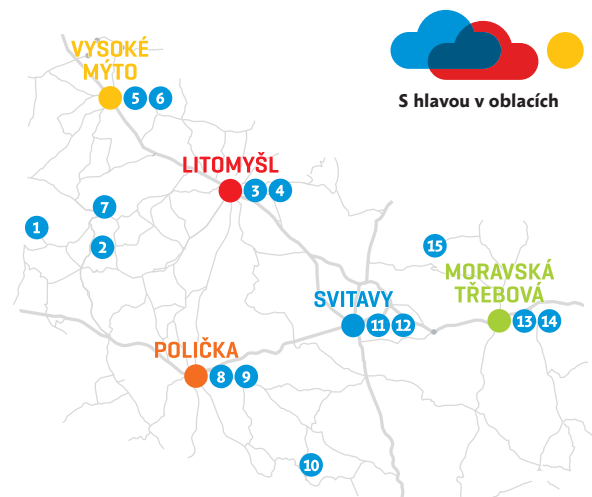 S hlavou v oblacích
VYSOKÉ
MÝTO
5 6
LITOMYŠL
3 4
7
1
2
15
MORAVSKÁ
TŘEBOVÁ
13 14
SVITAVY
11 12
POLIČKA
8 9
10